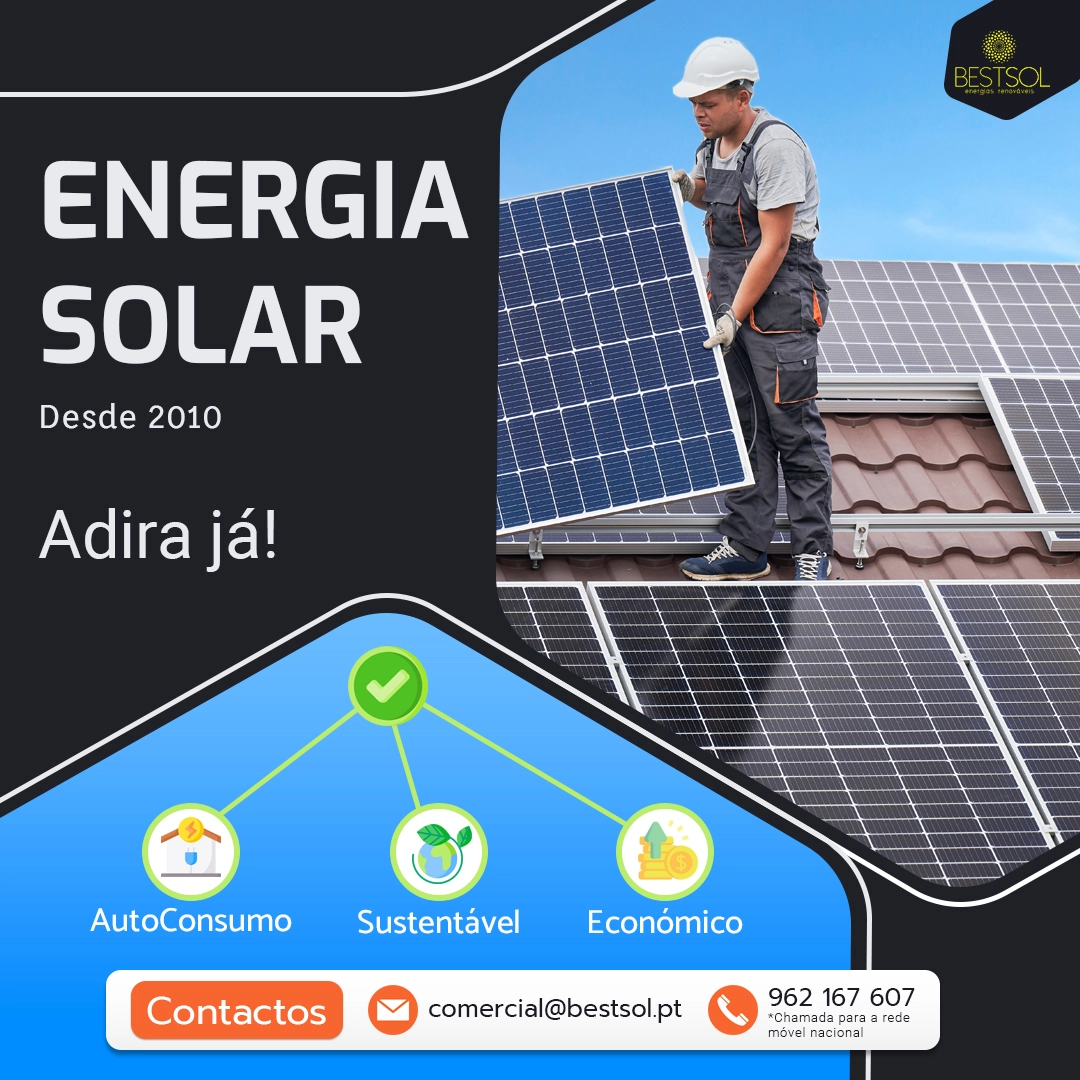 BESTSOL
energias renováveis
ENERGIA
SOLAR
Desde 2010
Adira já!
AutoConsumo
Sustentável
Económico
Contactos
comercial@bestsol.pt
962 167 607
*Chamada para a rede
móvel nacional